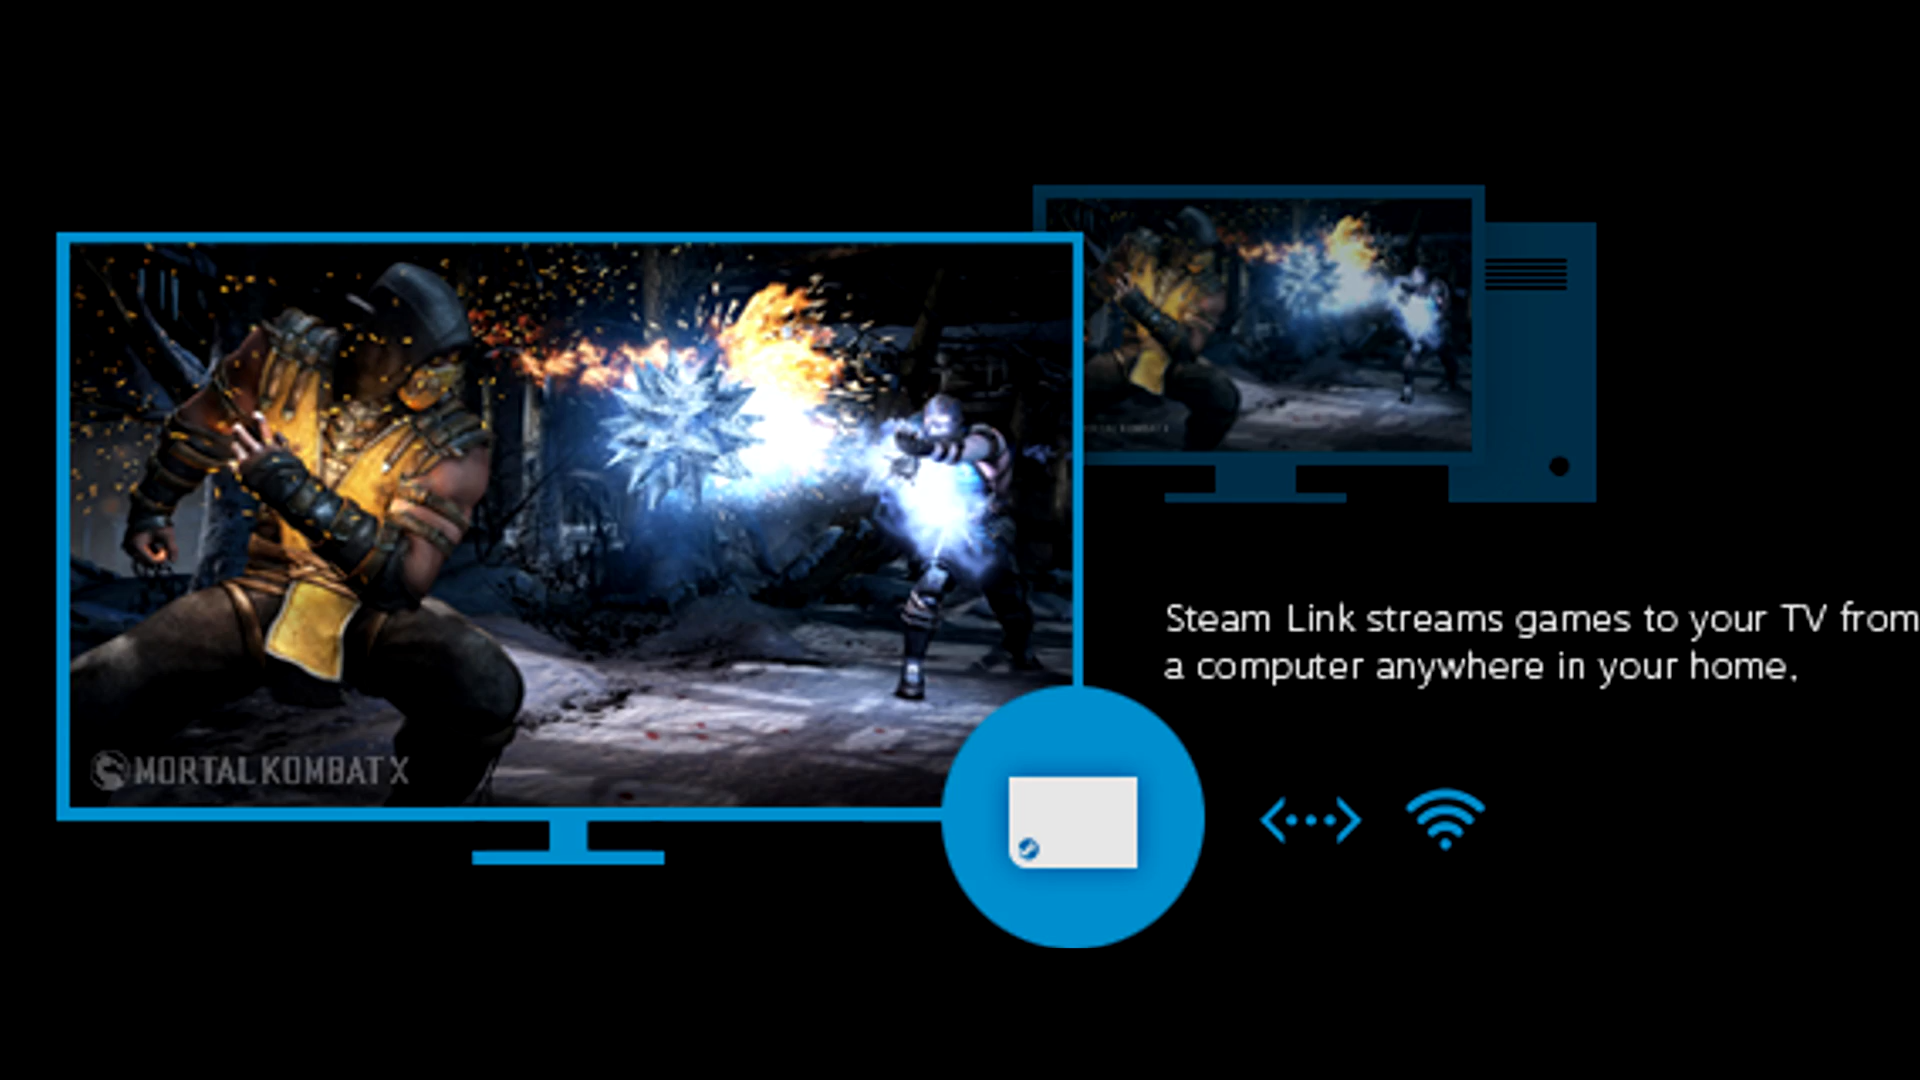 MORTAL KOMBAT X
Steam Link streams games to your TV from
a computer anywhere in your home.